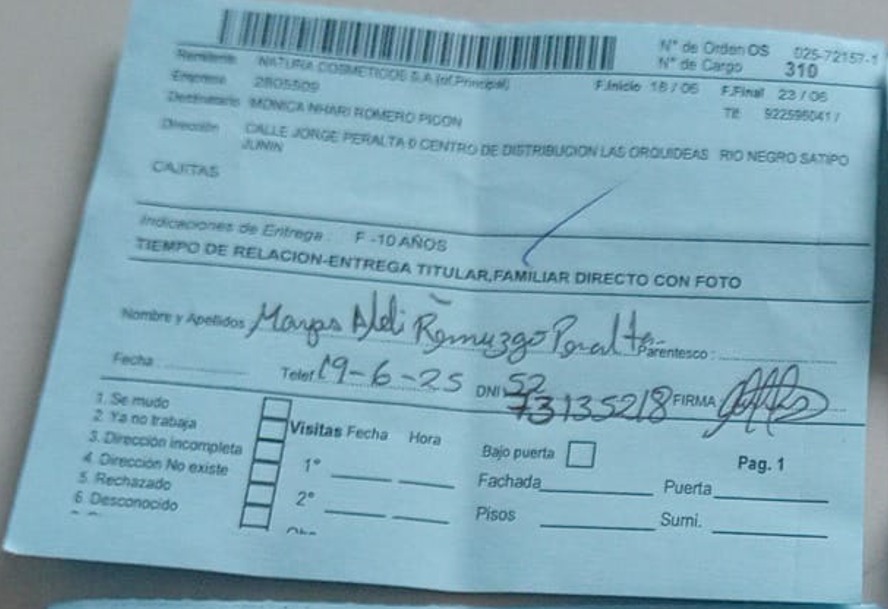 N° de Orden OS 025-72157-1
N° de Cargo 310
Remitente NATURA COSMETICOS S.A.(of.Principal)
Empresa 2805509 F.Inicio 18 / 06 F.Final 23 / 06
Destinatario MONICA NHARI ROMERO PICON Tlf: 922596041 /
Dirección CALLE JORGE PERALTA 0 CENTRO DE DISTRIBUCION LAS ORQUIDEAS RIO NEGRO SATIPO
JUNIN
CAJITAS
Indicaciones de Entrega : F -10 AÑOS
TIEMPO DE RELACION-ENTREGA TITULAR,FAMILIAR DIRECTO CON FOTO
Nombre y Apellidos Remuzgo Peralta Parentesco :
Fecha Telef 19-6-25 DNI 52
73135218 FIRMA
1. Se mudo
2. Ya no trabaja
3. Dirección incompleta
4. Dirección No existe
5. Rechazado
6. Desconocido
Visitas Fecha Hora
1°
2°
Bajo puerta Pag. 1
Fachada Puerta
Pisos Sumi.